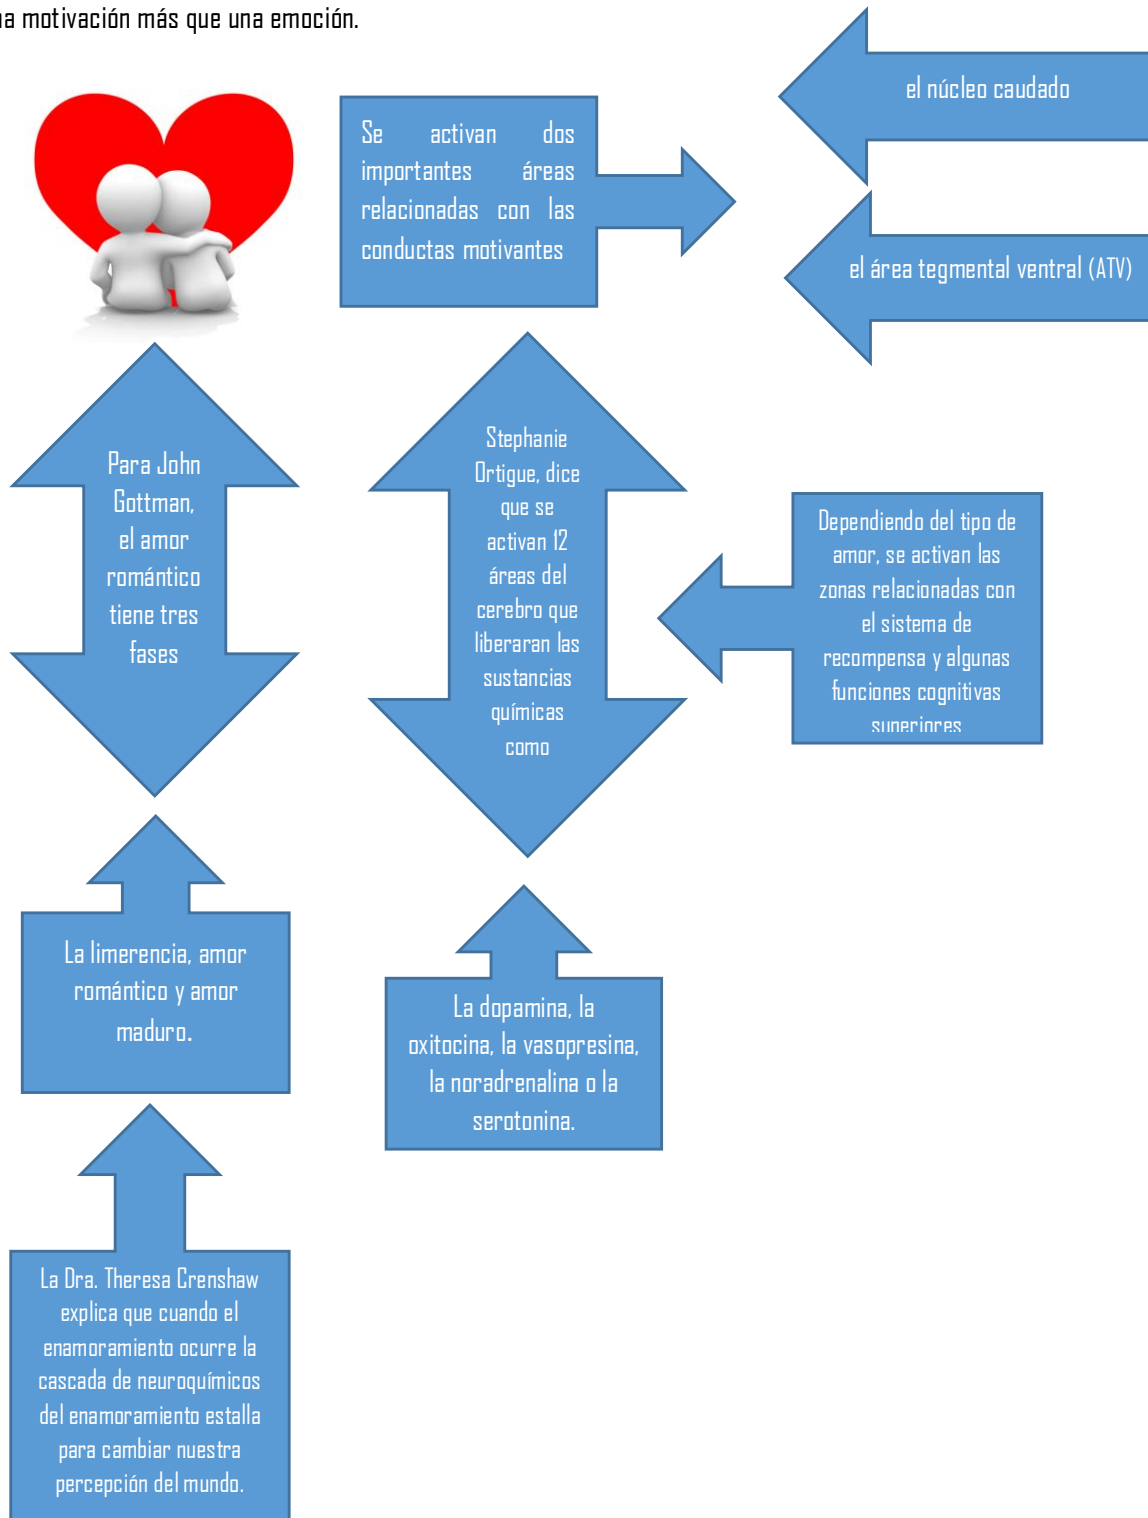 motivación más que una emoción.
el núcleo caudado
Se activan dos
importantes áreas
relacionadas con las
conductas motivantes
el área tegmental ventral (ATV)
Para John
Gottman,
el amor
romántico
tiene tres
fases
Stephanie
Ortigue, dice
que se
activan 12
áreas del
cerebro que
liberaran las
sustancias
químicas
como
Dependiendo del tipo de
amor, se activan las
zonas relacionadas con
el sistema de
recompensa y algunas
funciones cognitivas
superiores
La limerencia, amor
romántico y amor
maduro.
La dopamina, la
oxitocina, la vasopresina,
la noradrenalina o la
serotonina.
La Dra. Theresa Crenshaw
explica que cuando el
enamoramiento ocurre la
cascada de neuroquímicos
del enamoramiento estalla
para cambiar nuestra
percepción del mundo.